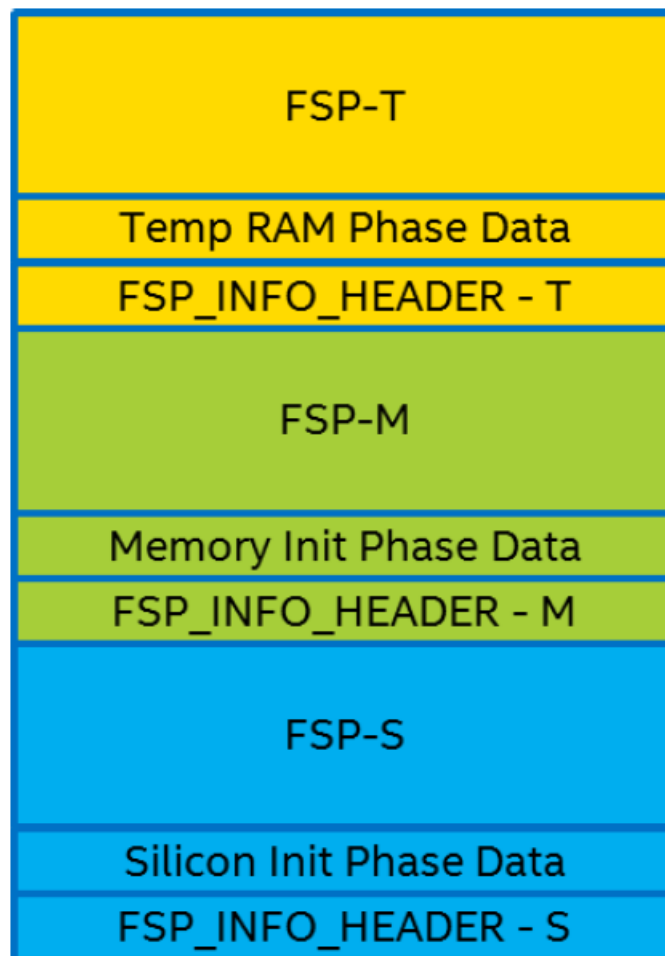 FSP-T
Temp RAM Phase Data
FSP_INFO_HEADER - T
FSP-M
Memory Init Phase Data
FSP_INFO_HEADER - M
FSP-S
Silicon Init Phase Data
FSP_INFO_HEADER - S